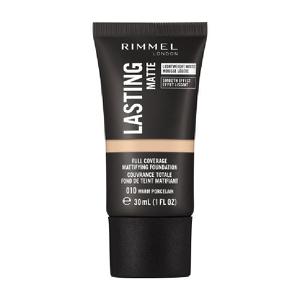 RIMMEL
LONDON
LASTING
MATTE
LIGHTWEIGHT MOUSSE
MOUSSE LÉGÈRE
SMOOTH EFFECT
EFFET LISSANT
FULL COVERAGE
MATTIFYING FOUNDATION
COUVRANCE TOTALE
FOND DE TEINT MATIFIANT
010 WARM PORCELAIN
30 mL (1 FL OZ)